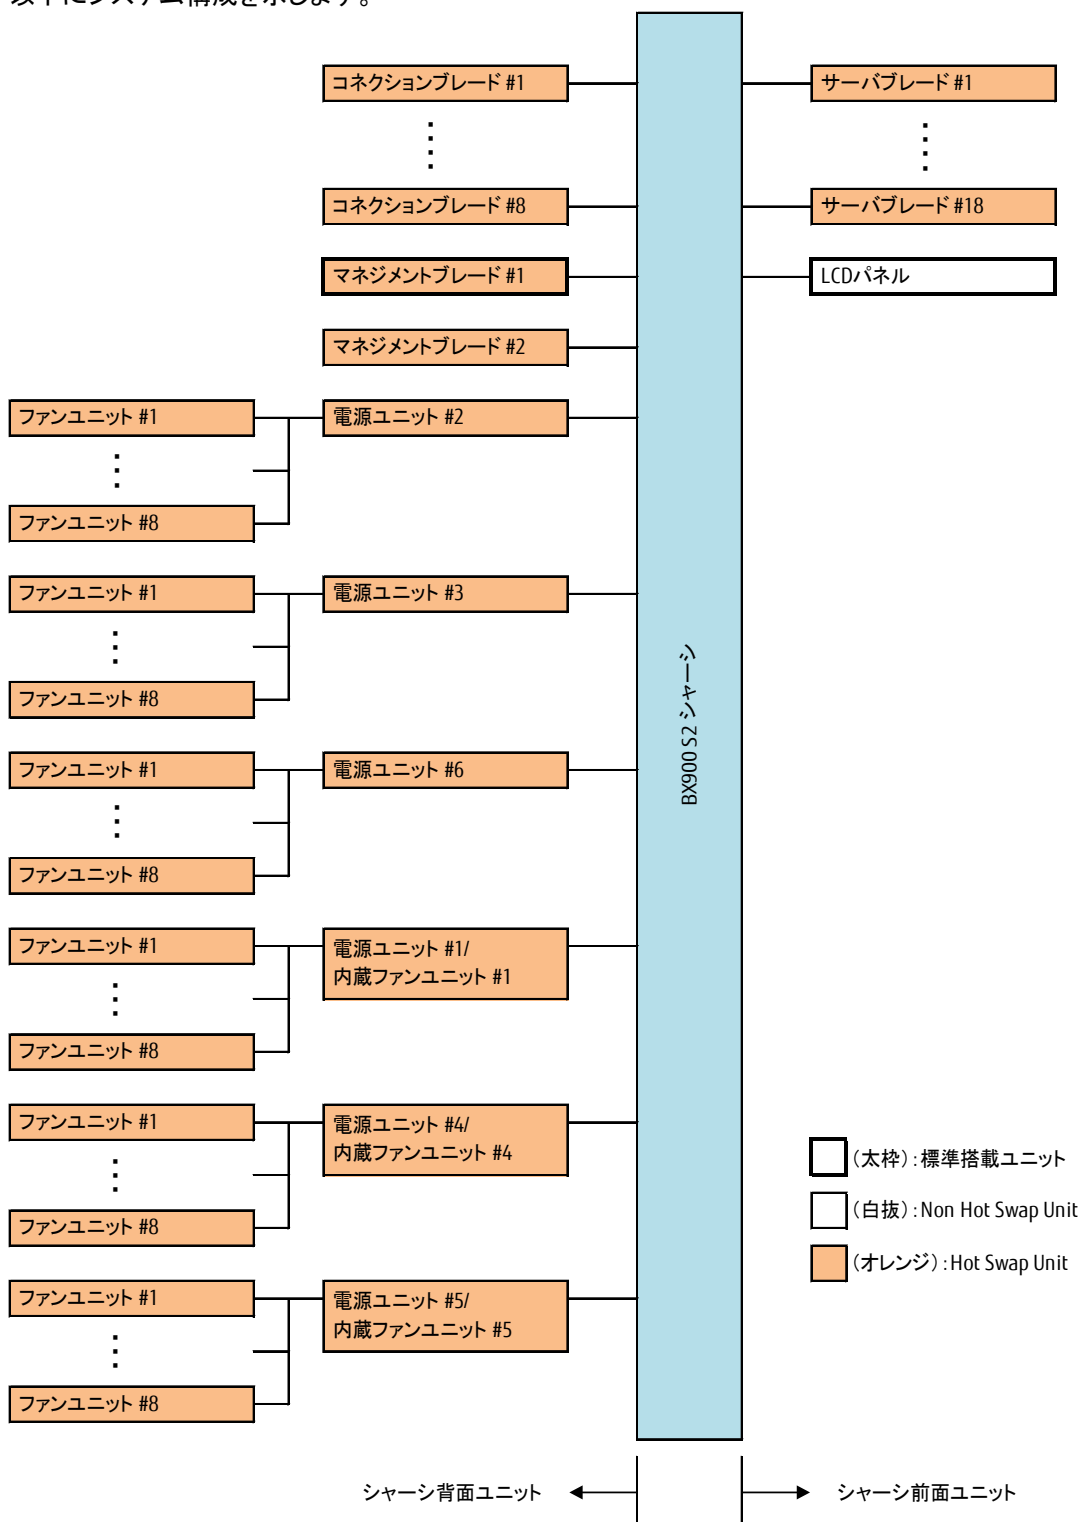 以下にシステム構成を示します。
コネクションブレード #1
サーバブレード #1
コネクションブレード #8
サーバブレード #18
マネジメントブレード #1
LCDパネル
マネジメントブレード #2
ファンユニット #1
電源ユニット #2
ファンユニット #8
ファンユニット #1
電源ユニット #3
ファンユニット #8
BX900 S2 シャーシ
ファンユニット #1
電源ユニット #6
ファンユニット #8
ファンユニット #1
電源ユニット #1/
内蔵ファンユニット #1
ファンユニット #8
ファンユニット #1
電源ユニット #4/
内蔵ファンユニット #4
ファンユニット #8
(太枠):標準搭載ユニット
(白抜):Non Hot Swap Unit
(オレンジ):Hot Swap Unit
ファンユニット #1
電源ユニット #5/
内蔵ファンユニット #5
ファンユニット #8
シャーシ背面ユニット
シャーシ前面ユニット